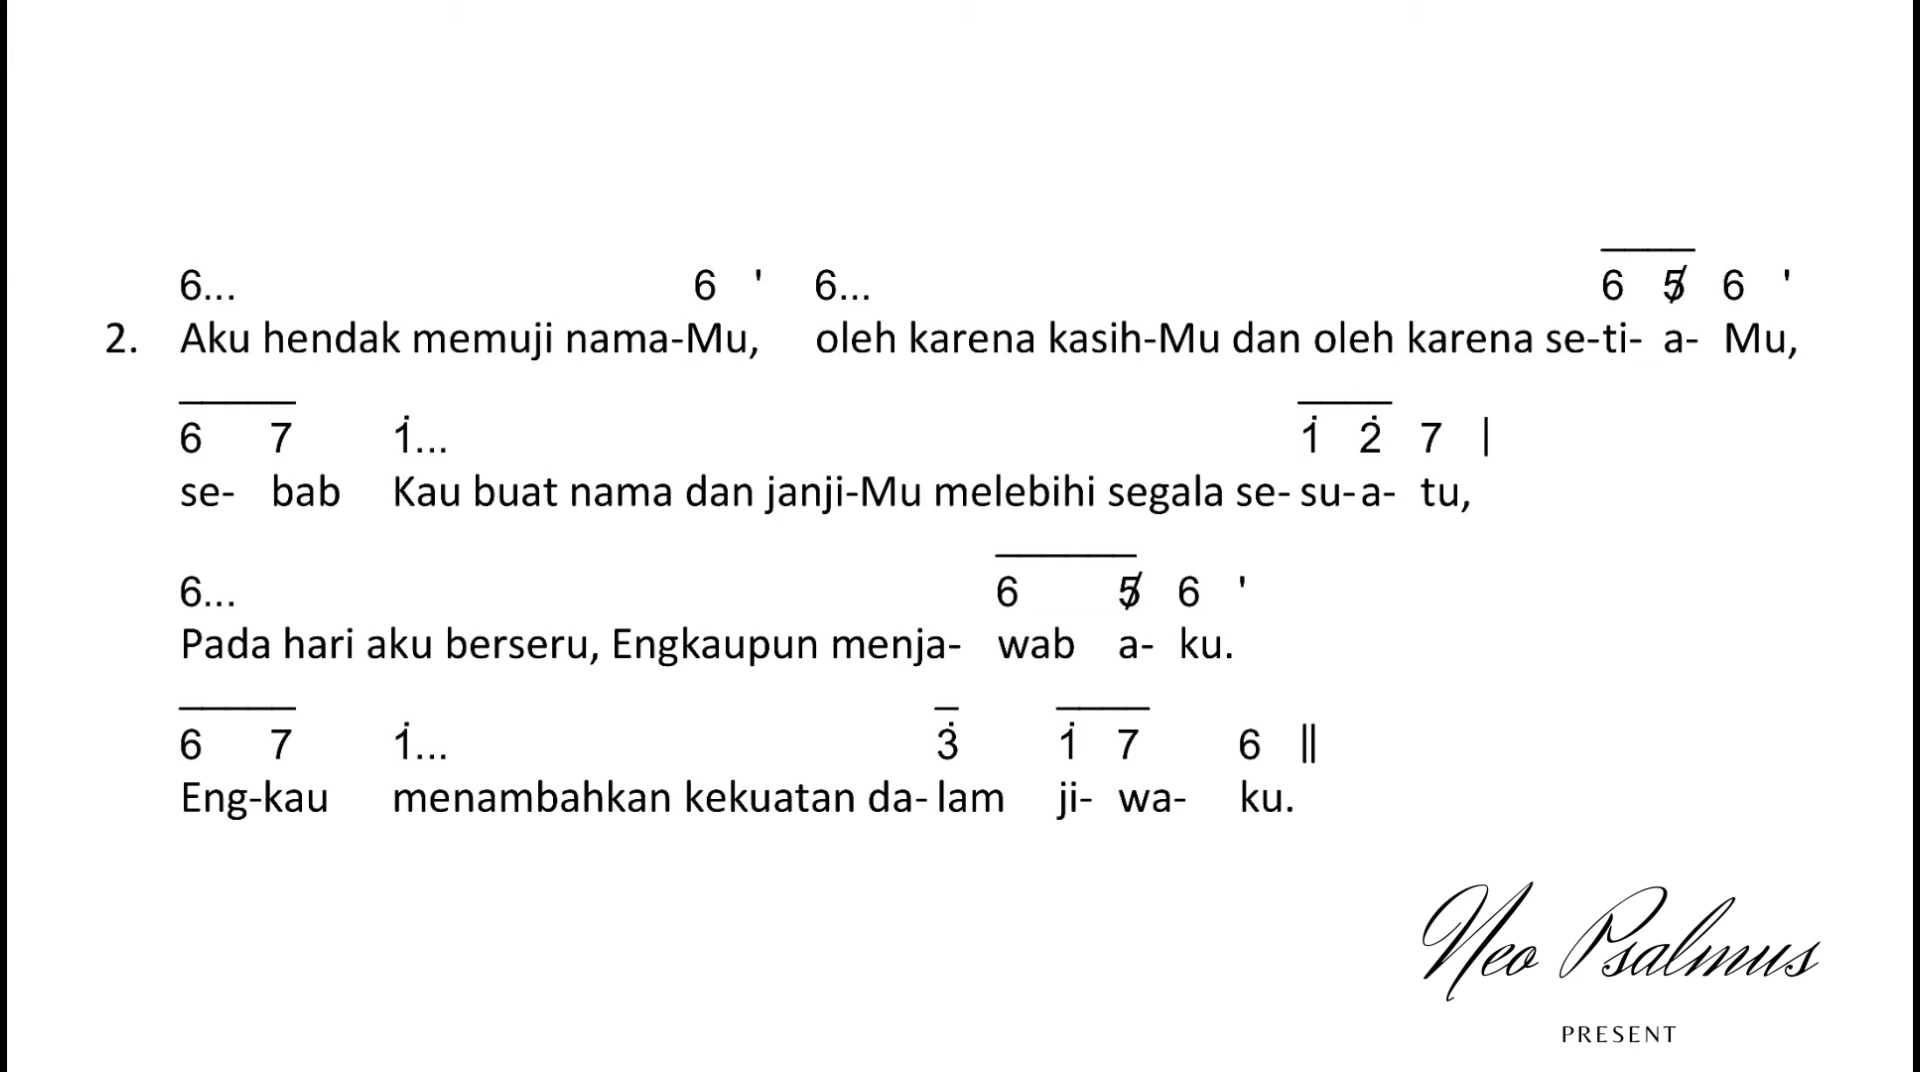 6... 6 ' 6... 6 5̸ 6 '
2. Aku hendak memuji nama-Mu, oleh karena kasih-Mu dan oleh karena se-ti- a- Mu,
6 7 1̇... 1̇ 2̇ 7 |
se- bab Kau buat nama dan janji-Mu melebihi segala se- su-a- tu,
6... 6 5̸ 6 '
Pada hari aku berseru, Engkaupun menja- wab a- ku.
6 7 1̇... 3̇ 1̇ 7 6 ||
Eng-kau menambahkan kekuatan da- lam ji- wa- ku.
Neo Psalmus
PRESENT